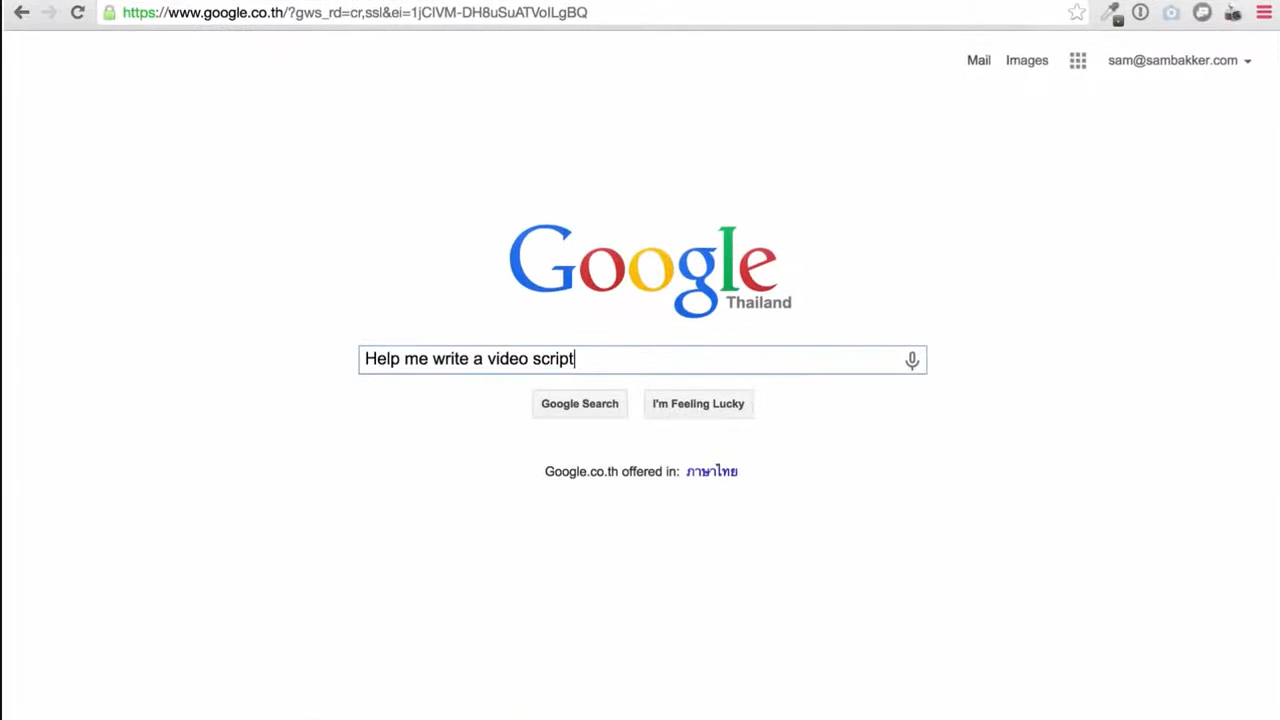 https://www.google.co.th/?gws_rd=cr,ssl&ei=1jCIVM-DH8uSuATVoILgBQ
Mail Images sam@sambakker.com
Google
Thailand
Help me write a video script
Google Search I'm Feeling Lucky
Google.co.th offered in: ภาษาไทย